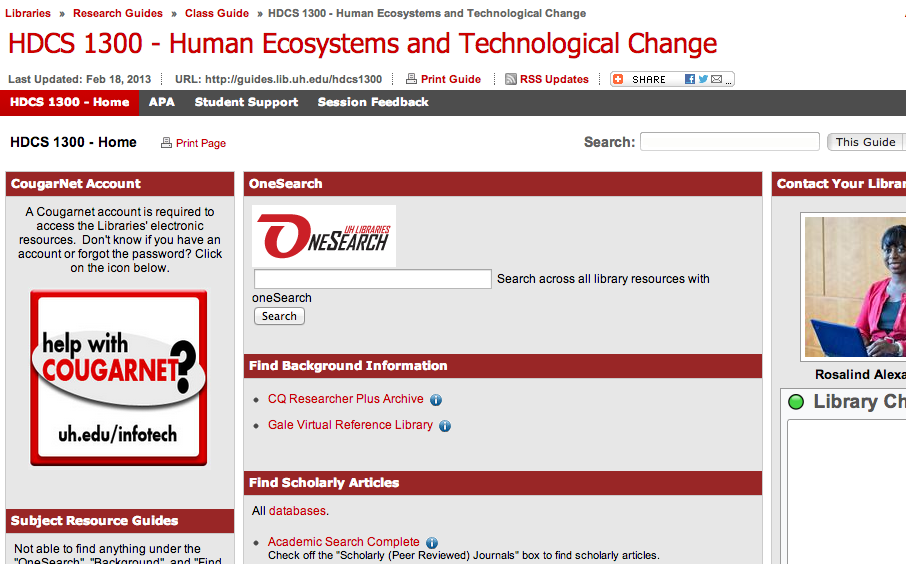 Libraries » Research Guides » Class Guide » HDCS 1300 - Human Ecosystems and Technological Change
HDCS 1300 - Human Ecosystems and Technological Change
Last Updated: Feb 18, 2013 URL: http://guides.lib.uh.edu/hdcs1300 Print Guide RSS Updates SHARE ...
HDCS 1300 - Home APA Student Support Session Feedback
HDCS 1300 - Home Print Page Search: This Guide
CougarNet Account
A Cougarnet account is required to
access the Libraries' electronic
resources. Don't know if you have an
account or forgot the password? Click
on the icon below.
help with
COUGARNET?
uh.edu/infotech
Subject Resource Guides
Not able to find anything under the
"OneSearch", "Background", and "Find
OneSearch
UH LIBRARIES
ONESEARCH
Search across all library resources with
oneSearch
Search
Find Background Information
CQ Researcher Plus Archive
Gale Virtual Reference Library
Find Scholarly Articles
All databases.
Academic Search Complete
Check off the "Scholarly (Peer Reviewed) Journals" box to find scholarly articles.
Contact Your Librar
Rosalind Alexa
Library Ch